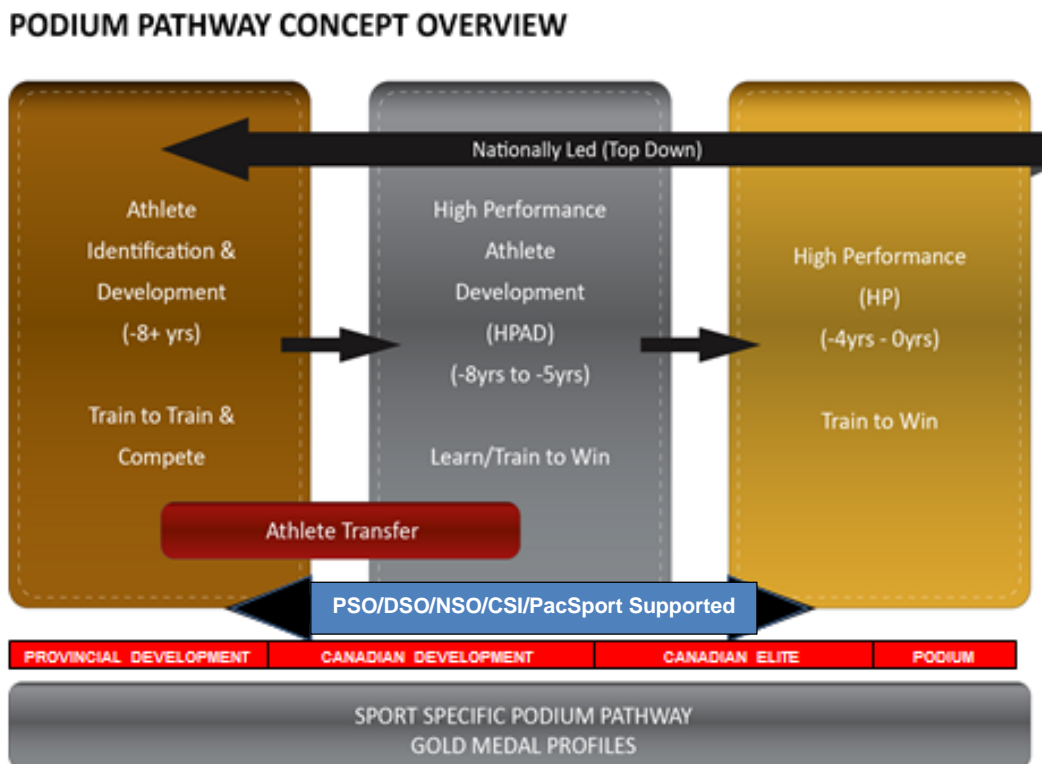 PODIUM PATHWAY CONCEPT OVERVIEW
Nationally Led (Top Down)
Athlete
Identification &
Development
(-8+ yrs)
Train to Train &
Compete
High Performance
Athlete
Development
(HPAD)
(-8yrs to -5yrs)
Learn/Train to Win
High Performance
(HP)
(-4yrs - 0yrs)
Train to Win
Athlete Transfer
PSO/DSO/NSO/CSI/PacSport Supported
PROVINCIAL DEVELOPMENT
CANADIAN DEVELOPMENT
CANADIAN ELITE
PODIUM
SPORT SPECIFIC PODIUM PATHWAY
GOLD MEDAL PROFILES